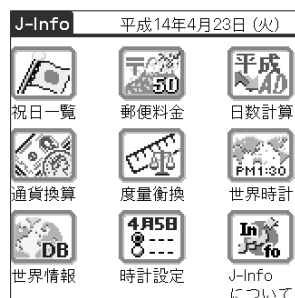 J-Info 平成14年4月23日 (火)
〒 50 平成 AD
祝日一覧 郵便料金 日数計算
PM1:30
通貨換算 度量衡換 世界時計
DB 4月5日 8:-- Info
世界情報 時計設定 J-Info
について